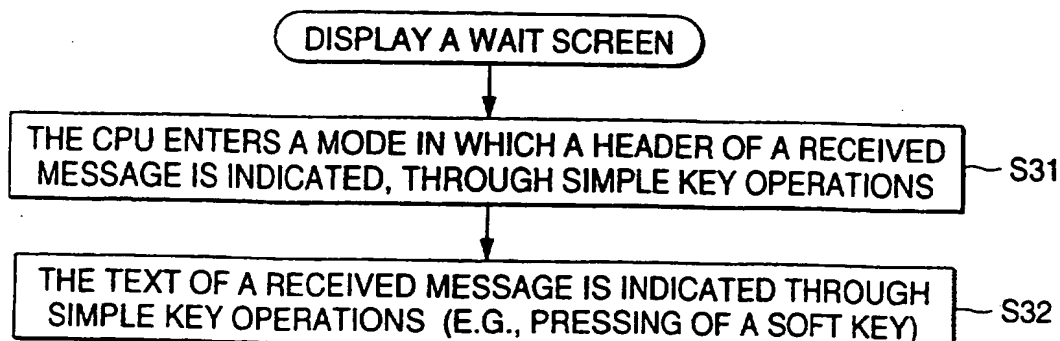 DISPLAY A WAIT SCREEN
THE CPU ENTERS A MODE IN WHICH A HEADER OF A RECEIVED
MESSAGE IS INDICATED, THROUGH SIMPLE KEY OPERATIONS
S31
THE TEXT OF A RECEIVED MESSAGE IS INDICATED THROUGH
SIMPLE KEY OPERATIONS (E.G., PRESSING OF A SOFT KEY)
S32